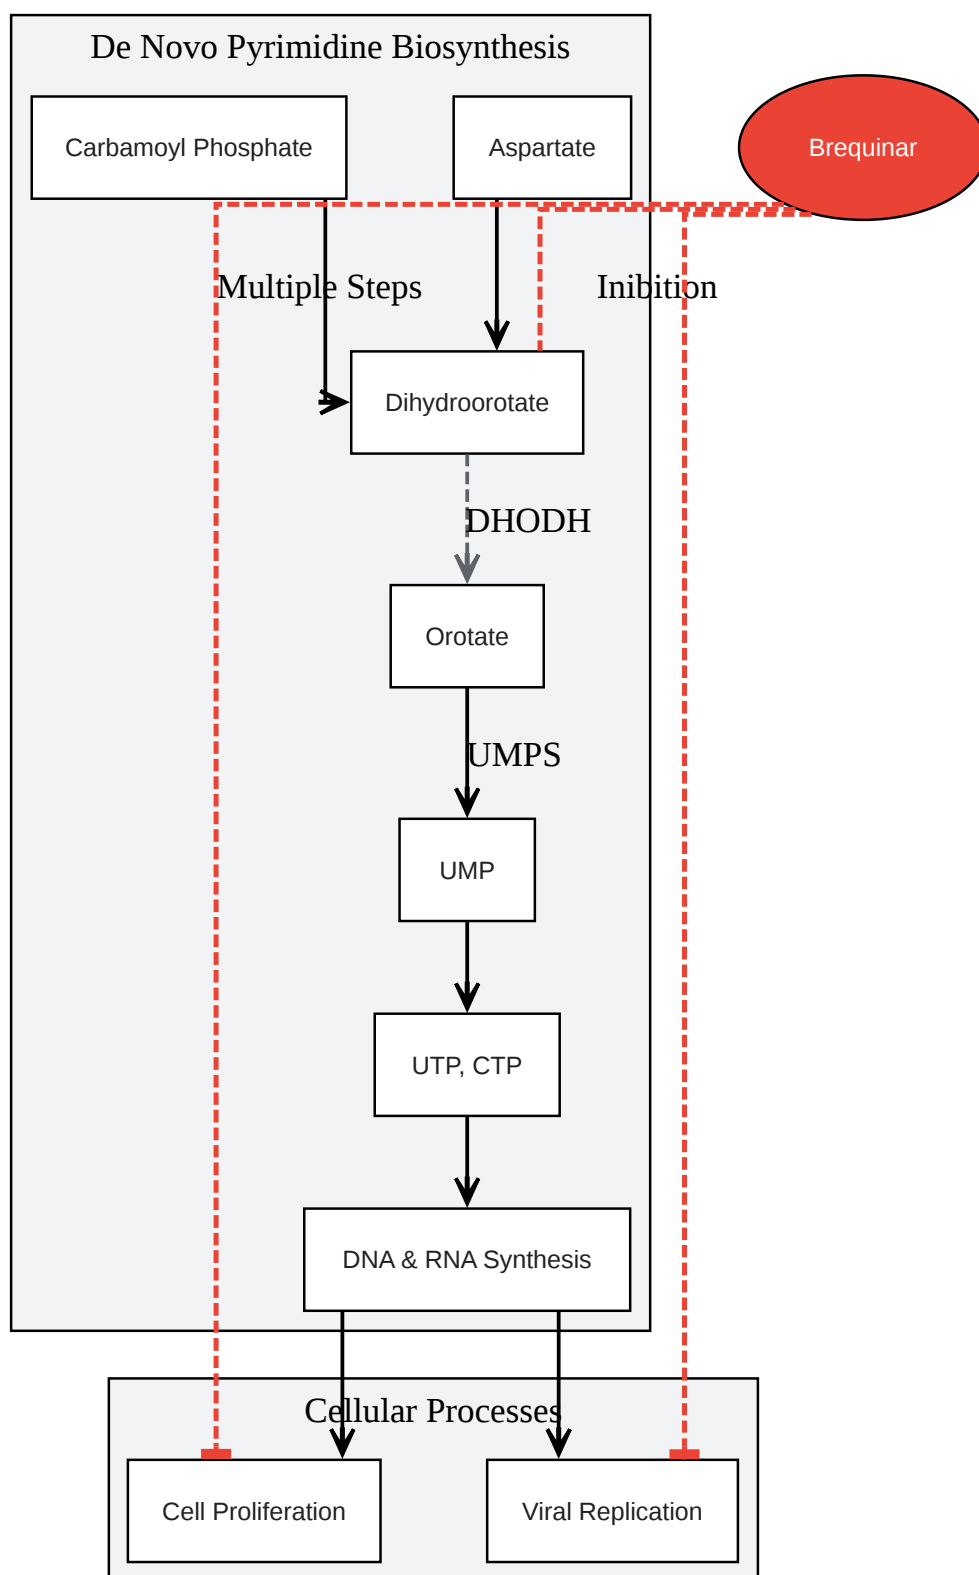 De Novo Pyrimidine Biosynthesis
Carbamoyl Phosphate
Aspartate
Brequinar
Multiple Steps
Inibition
Dihydroorotate
DHODH
Orotate
UMPS
UMP
UTP, CTP
DNA & RNA Synthesis
Cellular Processes
Cell Proliferation
Viral Replication